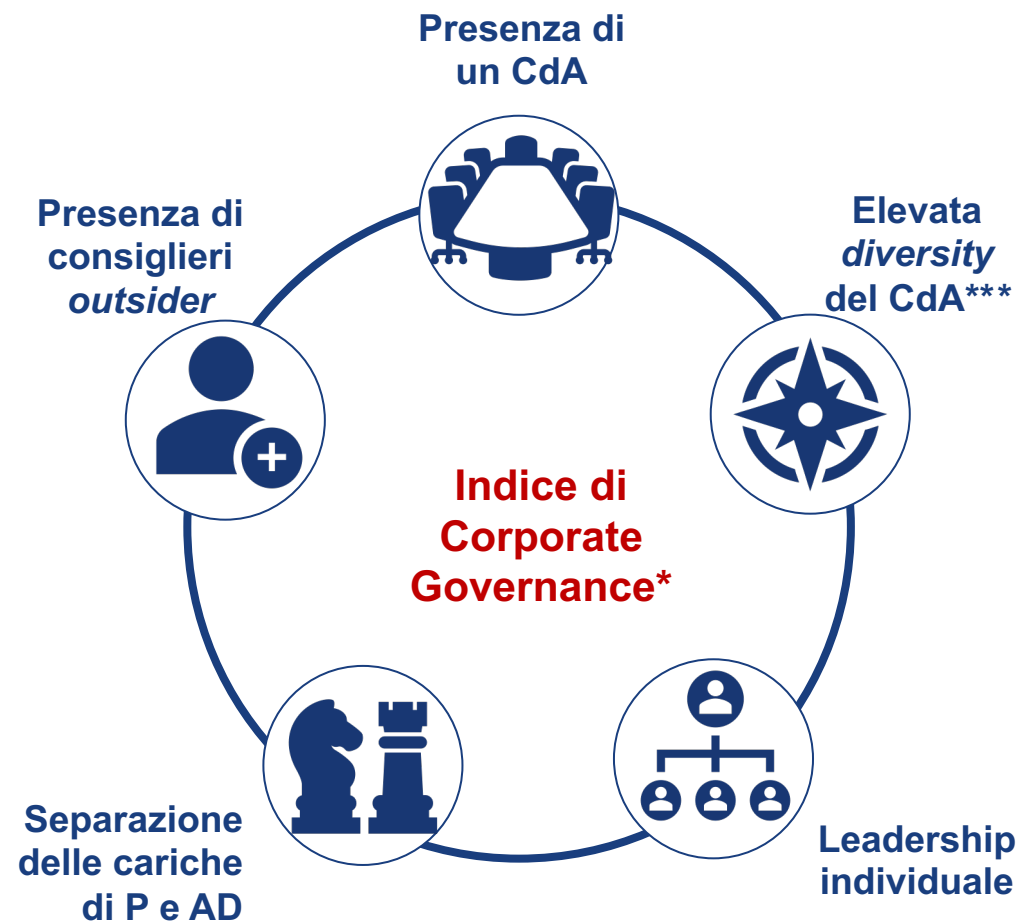 Presenza di
un CdA
Presenza di
consiglieri
outsider
Elevata
diversity
del CdA***
Indice di
Corporate
Governance*
Separazione
delle cariche
di P e AD
Leadership
individuale